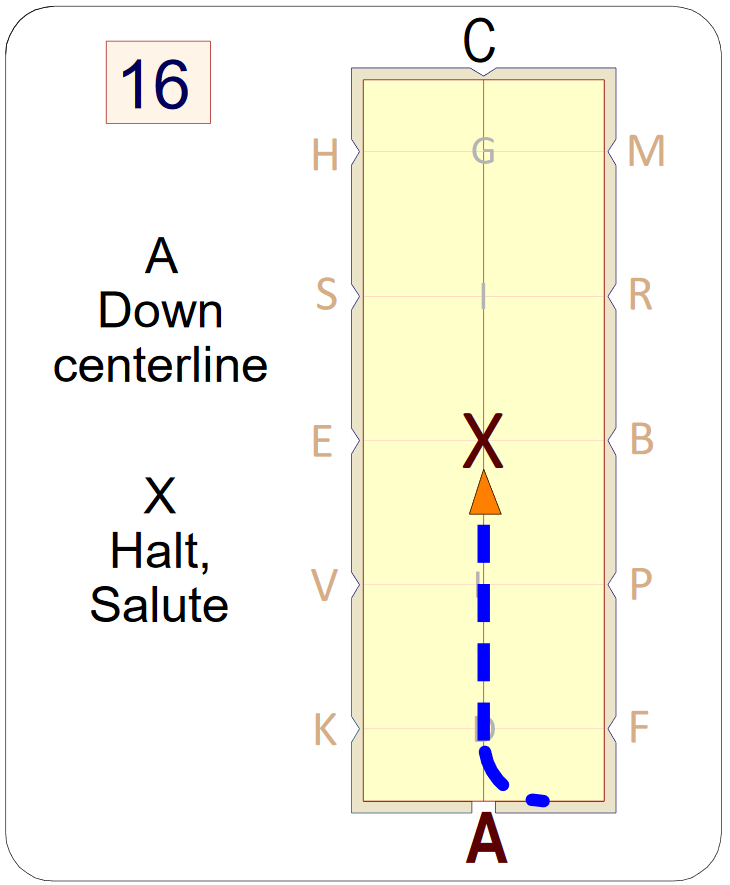 16
C
H G M
A
Down
centerline
S I R
X
Halt,
Salute
E X B
V L P
K D F
A